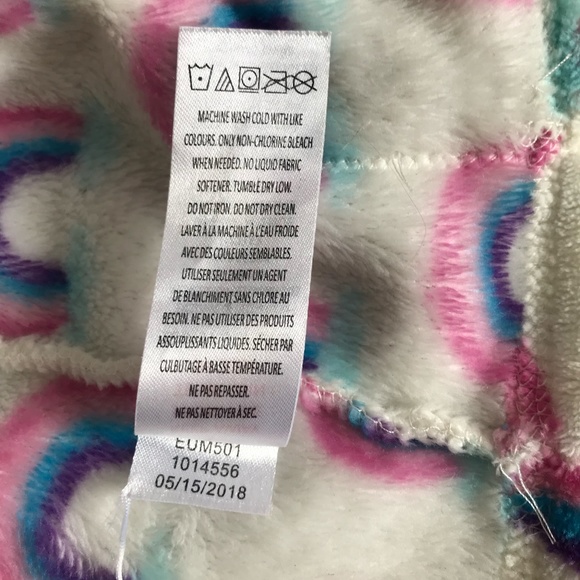 MACHINE WASH COLD WITH LIKE
COLOURS. ONLY NON-CHLORINE BLEACH
WHEN NEEDED. NO LIQUID FABRIC
SOFTENER. TUMBLE DRY LOW.
DO NOT IRON. DO NOT DRY CLEAN.
LAVER À LA MACHINE À L'EAU FROIDE
AVEC DES COULEURS SEMBLABLES.
UTILISER SEULEMENT UN AGENT
DE BLANCHIMENT SANS CHLORE AU
BESOIN. NE PAS UTILISER DES PRODUITS
ASSOUPLISSANTS LIQUIDES. SÉCHER PAR
CULBUTAGE À BASSE TEMPÉRATURE.
NE PAS REPASSER.
NE PAS NETTOYER À SEC.
EUM501
1014556
05/15/2018